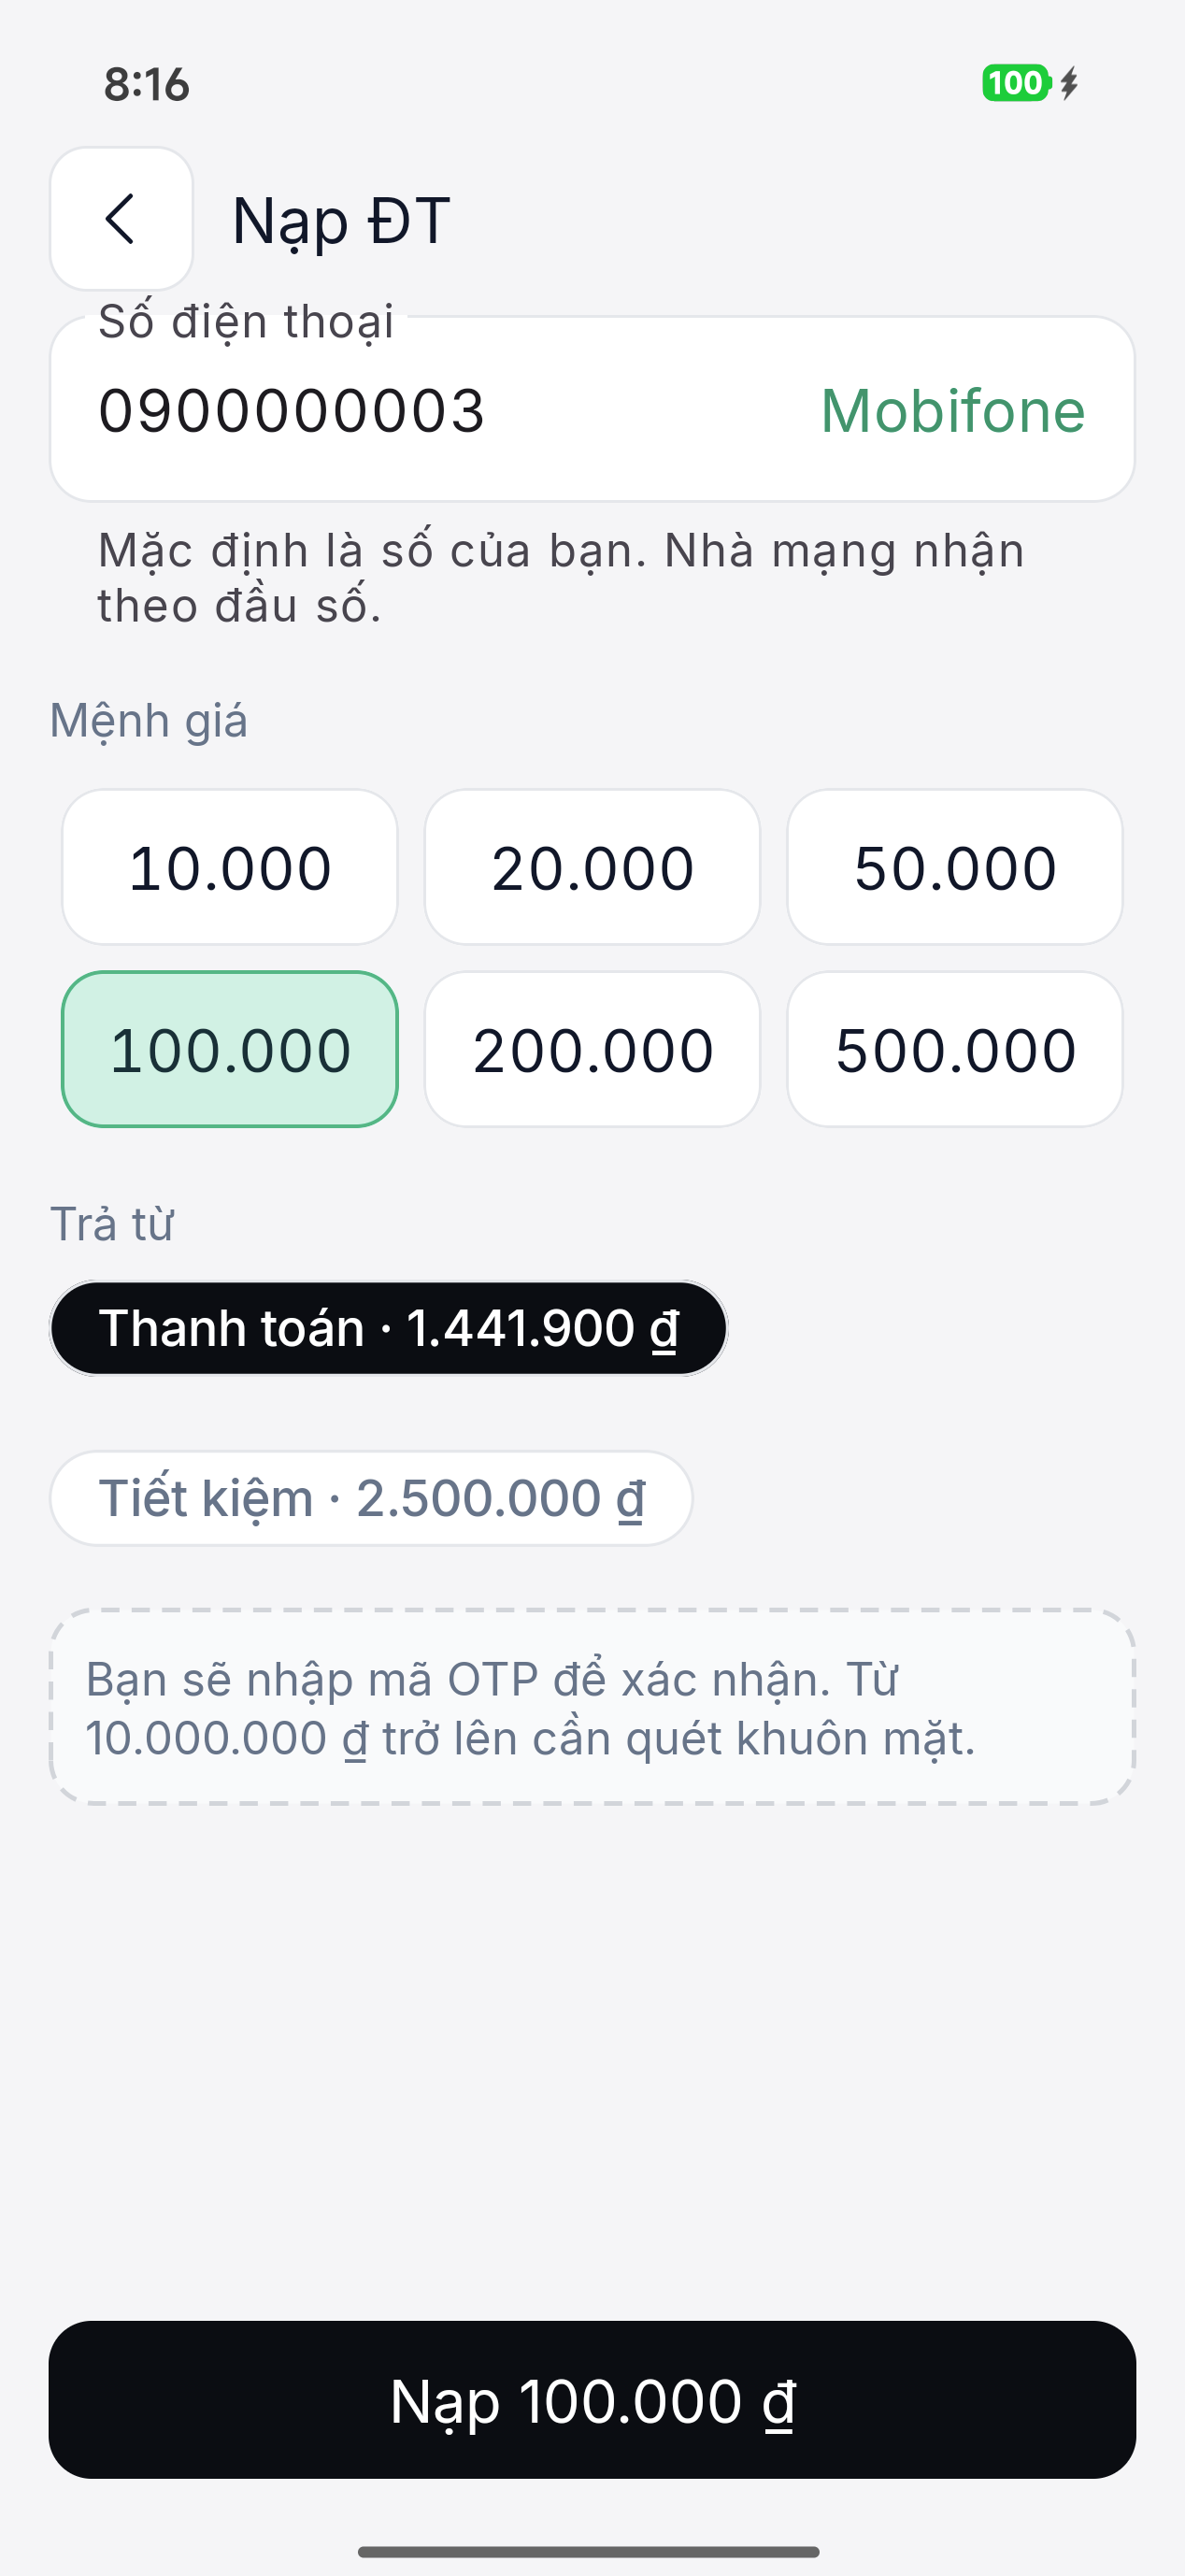 8:16
100
Nạp ĐT
Số điện thoại
0900000003
Mobifone
Mặc định là số của bạn. Nhà mạng nhận
theo đầu số.
Mệnh giá
10.000
20.000
50.000
100.000
200.000
500.000
Trả từ
Thanh toán · 1.441.900 ₫
Tiết kiệm · 2.500.000 ₫
Bạn sẽ nhập mã OTP để xác nhận. Từ
10.000.000 ₫ trở lên cần quét khuôn mặt.
Nạp 100.000 ₫